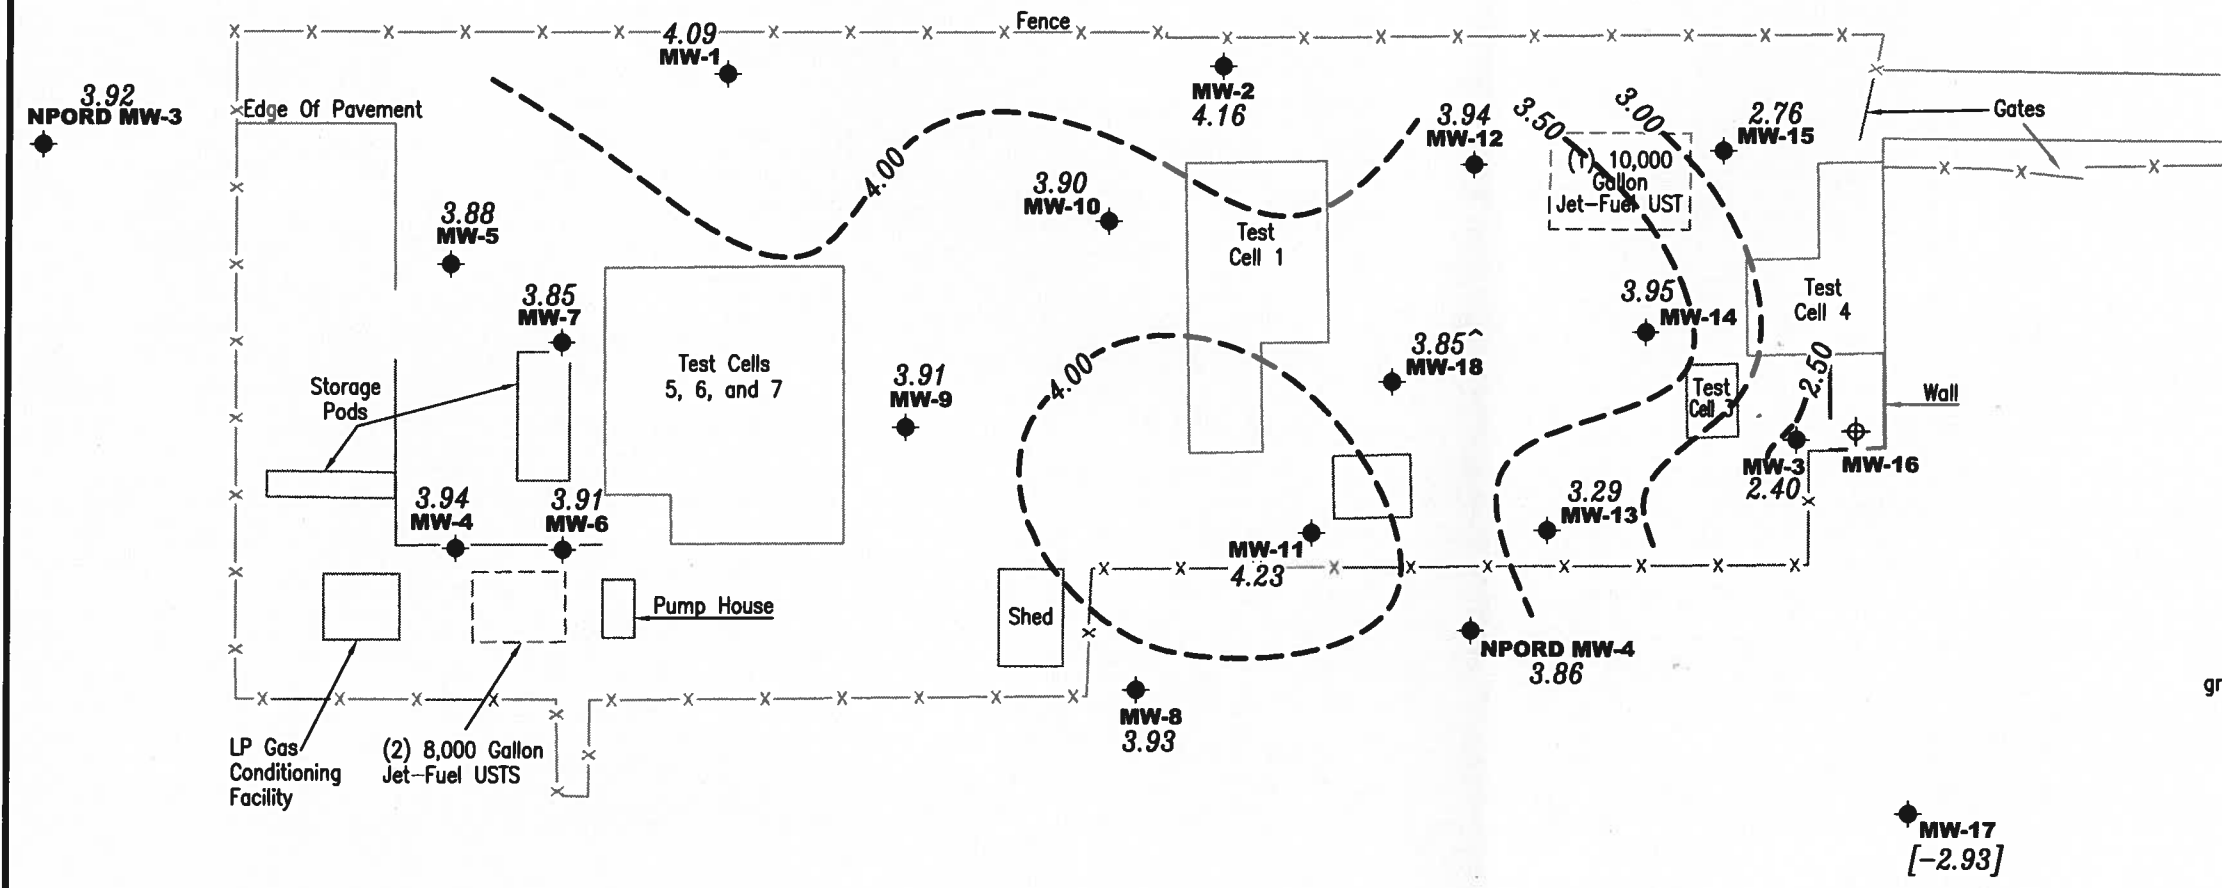 Fence
4.09
MW-1
3.92
NPORD MW-3
Edge Of Pavement
MW-2
4.16
3.94
MW-12
3.50
3.00
2.76
MW-15
Gates
(1) 10,000
Gallon
Jet-Fuel UST
4.00
3.90
MW-10
3.88
MW-5
Test
Cell 1
3.85
MW-7
3.95
MW-14
Test
Cell 4
Test Cells
5, 6, and 7
3.91
MW-9
4.00
3.85^
MW-18
Storage
Pods
Test
Cell 3
2.50
Wall
MW-3
2.40
MW-16
3.94
MW-4
3.91
MW-6
3.29
MW-13
MW-11
4.23
Pump House
Shed
NPORD MW-4
3.86
gr
MW-8
3.93
LP Gas
Conditioning
Facility
(2) 8,000 Gallon
Jet-Fuel USTS
MW-17
[-2.93]